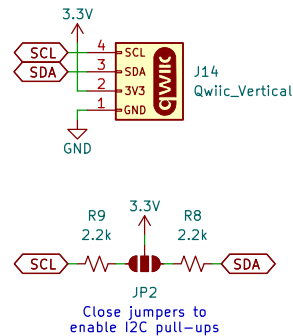 3.3V
SCL 4 SCL
SDA 3 SDA
2 3V3
1 GND
qwiic
J14
Qwiic_Vertical
GND
3.3V
R9
2.2k
R8
2.2k
SCL
SDA
JP2
Close jumpers to
enable I2C pull-ups